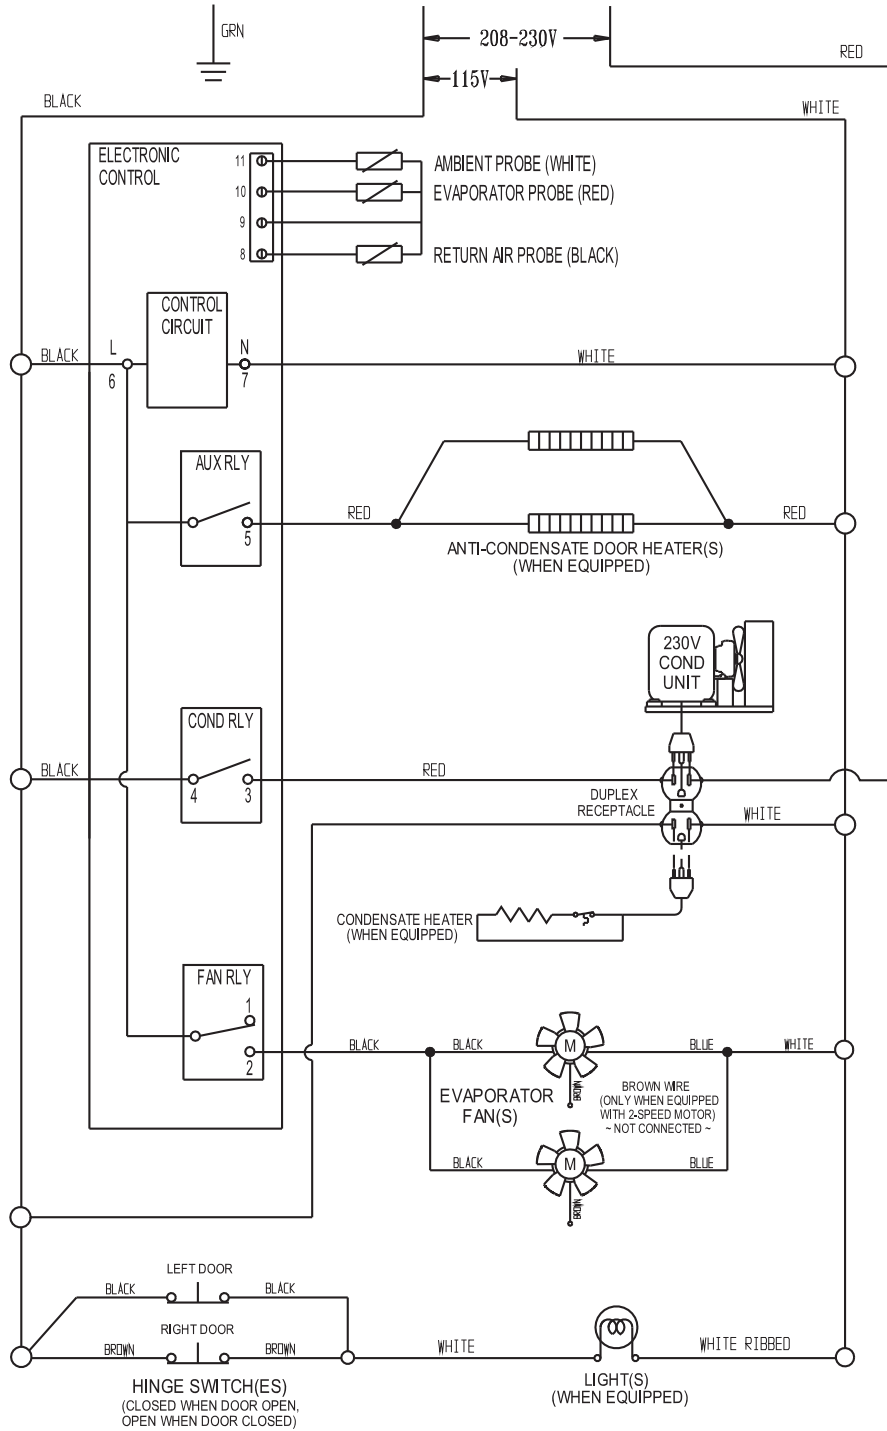 GRN
208-230V
RED
115V
BLACK
WHITE
ELECTRONIC
CONTROL
11
AMBIENT PROBE (WHITE)
10
EVAPORATOR PROBE (RED)
9
8
RETURN AIR PROBE (BLACK)
CONTROL
CIRCUIT
BLACK
L
N
WHITE
6
7
AUX RLY
RED
RED
5
ANTI-CONDENSATE DOOR HEATER(S)
(WHEN EQUIPPED)
230V
COND
UNIT
COND RLY
BLACK
RED
4
3
DUPLEX
RECEPTACLE
WHITE
CONDENSATE HEATER
(WHEN EQUIPPED)
FAN RLY
1
2
BLACK
BLACK
M
BLUE
WHITE
BROWN
EVAPORATOR
FAN(S)
BROWN WIRE
(ONLY WHEN EQUIPPED
WITH 2-SPEED MOTOR)
~ NOT CONNECTED ~
BLACK
M
BLUE
BROWN
LEFT DOOR
BLACK
BLACK
RIGHT DOOR
BROWN
BROWN
WHITE
WHITE RIBBED
HINGE SWITCH(ES)
(CLOSED WHEN DOOR OPEN,
OPEN WHEN DOOR CLOSED)
LIGHT(S)
(WHEN EQUIPPED)